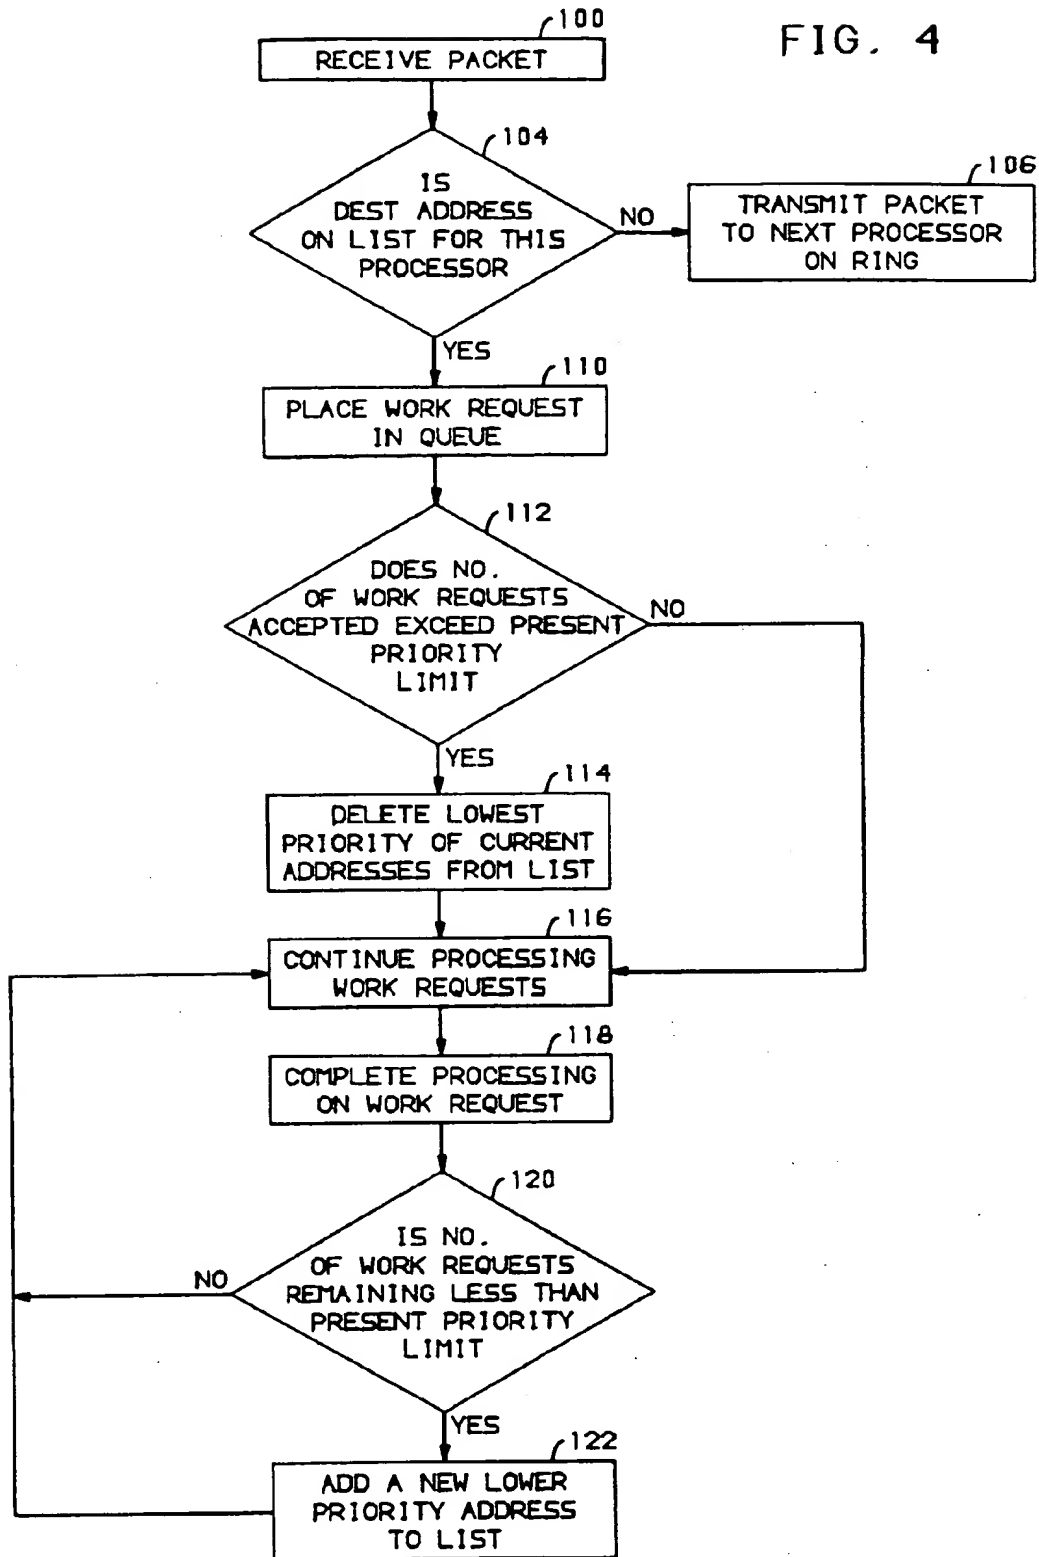 FIG. 4
100
RECEIVE PACKET
104
IS
DEST ADDRESS
ON LIST FOR THIS
PROCESSOR
NO
106
TRANSMIT PACKET
TO NEXT PROCESSOR
ON RING
YES
110
PLACE WORK REQUEST
IN QUEUE
112
DOES NO.
OF WORK REQUESTS
ACCEPTED EXCEED PRESENT
PRIORITY
LIMIT
NO
YES
114
DELETE LOWEST
PRIORITY OF CURRENT
ADDRESSES FROM LIST
116
CONTINUE PROCESSING
WORK REQUESTS
118
COMPLETE PROCESSING
ON WORK REQUEST
120
IS NO.
OF WORK REQUESTS
REMAINING LESS THAN
PRESENT PRIORITY
LIMIT
NO
YES
122
ADD A NEW LOWER
PRIORITY ADDRESS
TO LIST